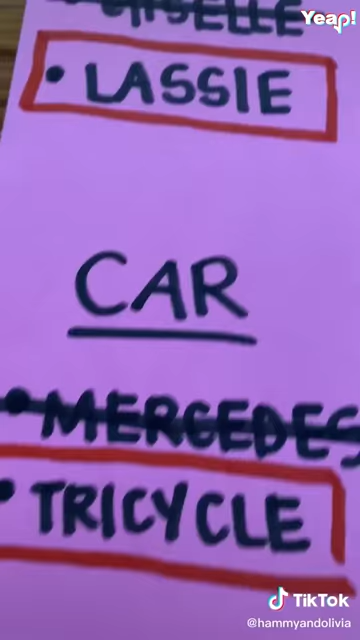 Yeap!
• LASSIE
CAR
• MERCEDES
• TRICYCLE
TikTok
@hammyandolivia